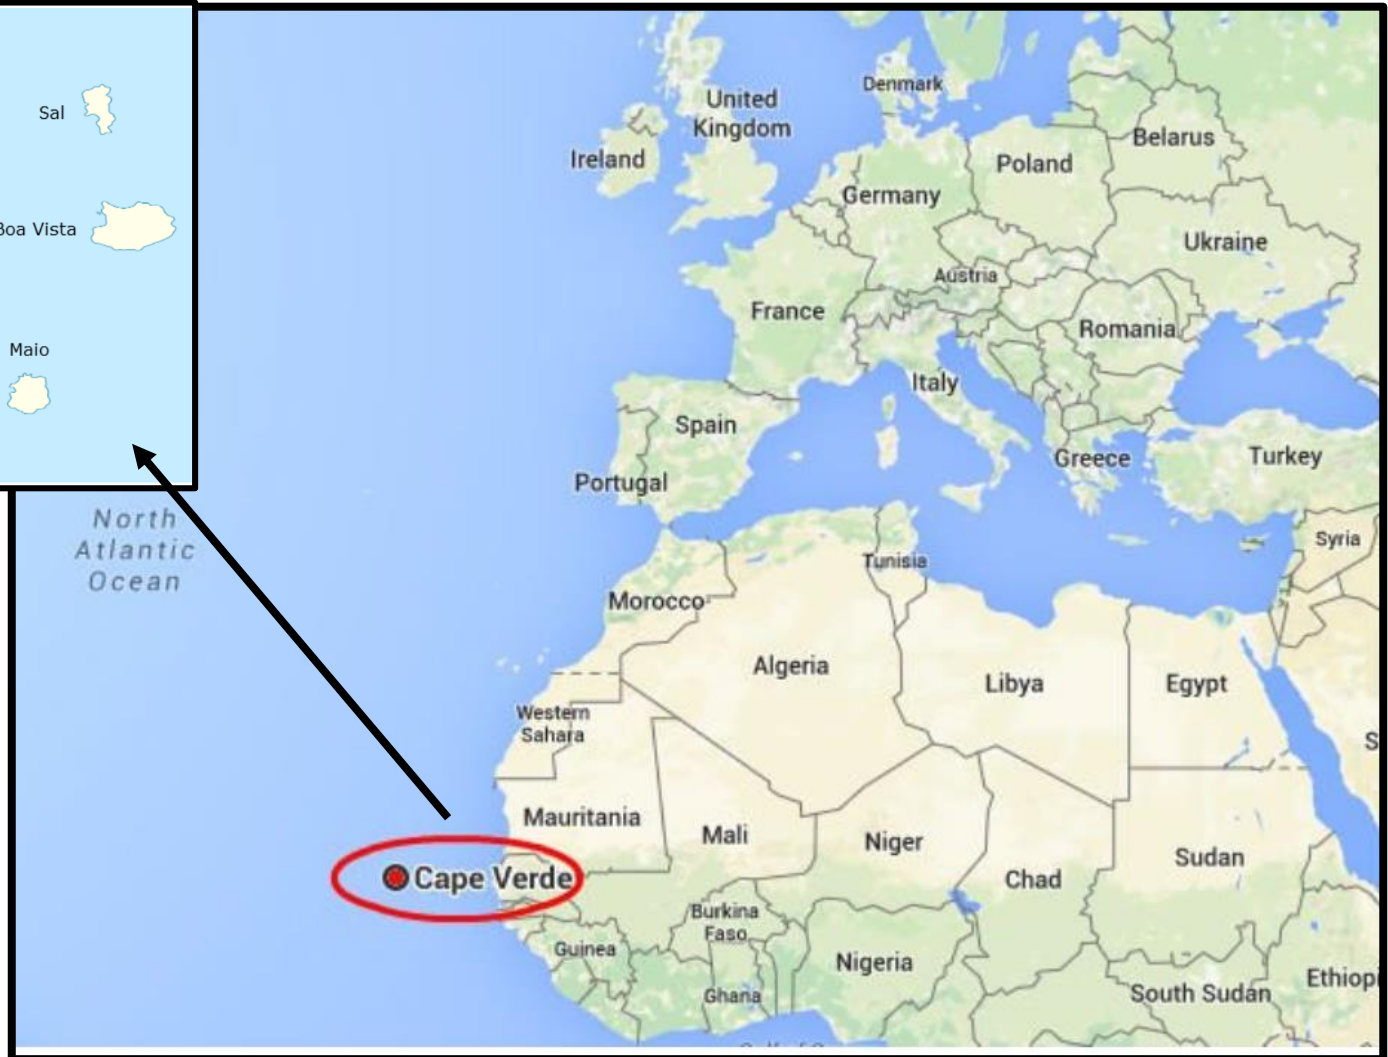 Sal
Boa Vista
Maio
North
Atlantic
Ocean
Denmark
United
Kingdom
Ireland
Belarus
Poland
Germany
Ukraine
Austria
France
Romania
Italy
Spain
Portugal
Greece
Turkey
Syria
Tunisia
Morocco
Algeria
Libya
Egypt
Western
Sahara
S
Mauritania
Mali
Niger
Sudan
Cape Verde
Chad
Burkina
Faso
Guinea
Nigeria
Ghana
South Sudan
Ethiopi